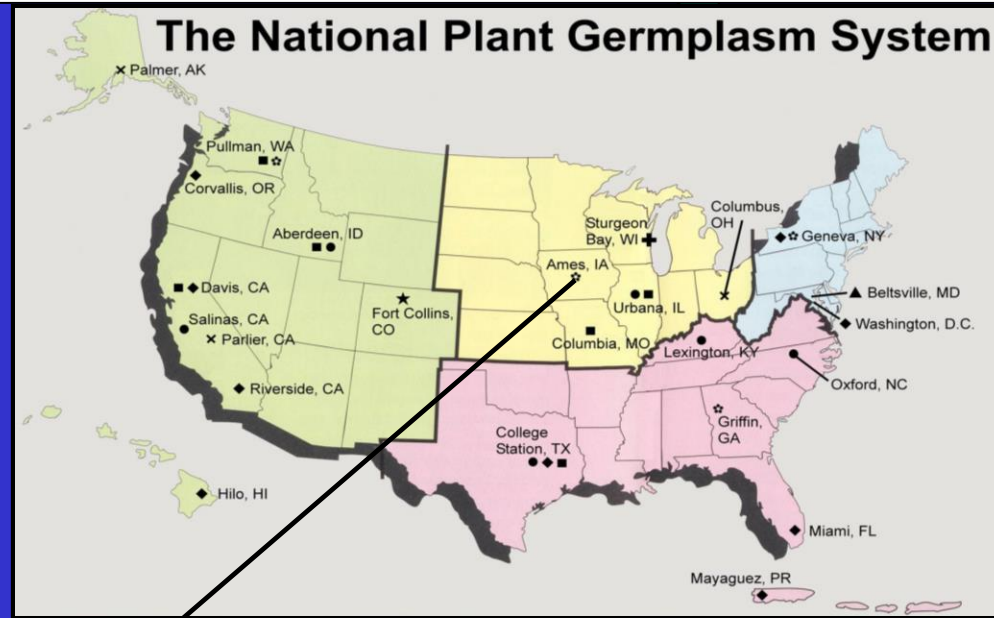 The National Plant Germplasm System
Palmer, AK
Pullman, WA
Corvallis, OR
Aberdeen, ID
Davis, CA
Salinas, CA
Parlier, CA
Riverside, CA
Fort Collins,
CO
Hilo, HI
Sturgeon
Bay, WI
Ames, IA
Urbana, IL
Columbia, MO
Columbus,
OH
Geneva, NY
Beltsville, MD
Washington, D.C.
Lexington, KY
Oxford, NC
Griffin,
GA
College
Station, TX
Miami, FL
Mayaguez, PR